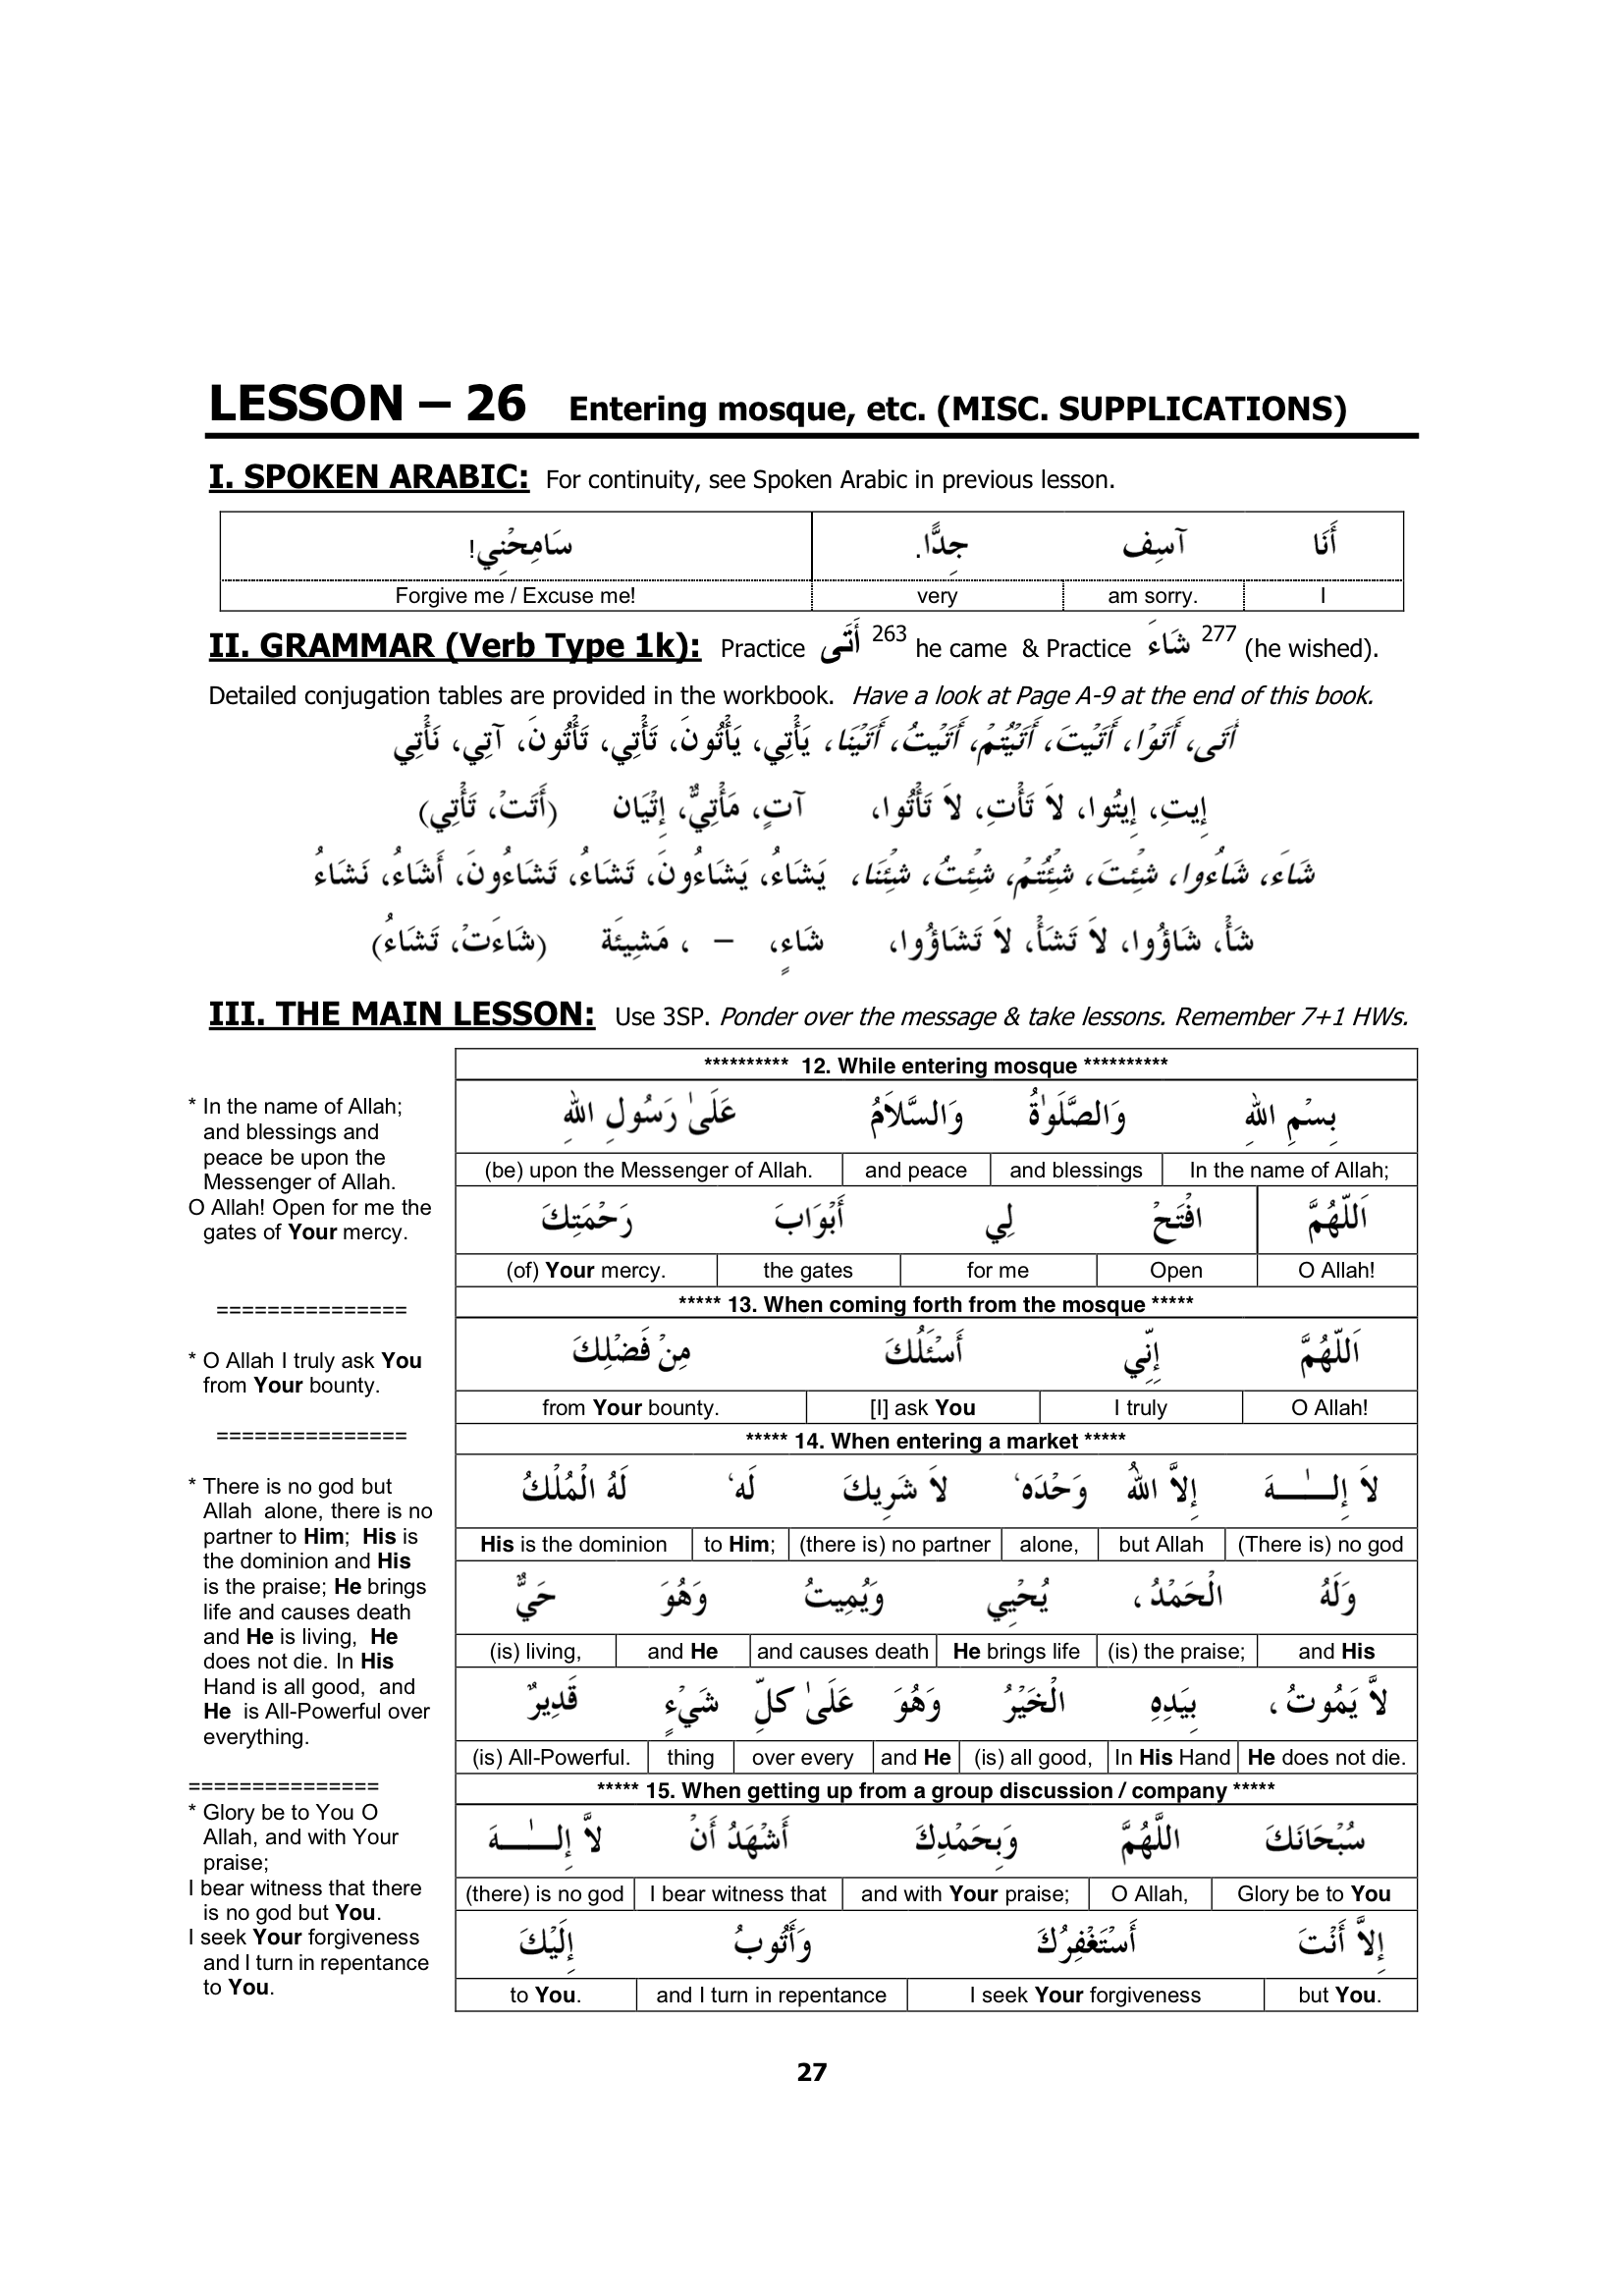 LESSON – 26 Entering mosque, etc. (MISC. SUPPLICATIONS)
I. SPOKEN ARABIC: For continuity, see Spoken Arabic in previous lesson.
أَنَا آسِف جِدًّا. سَامِحْنِي!
I am sorry. very Forgive me / Excuse me!
II. GRAMMAR (Verb Type 1k): Practice أَتَى 263 he came & Practice شَاءَ 277 (he wished).
Detailed conjugation tables are provided in the workbook. Have a look at Page A-9 at the end of this book.
أَتَى، أَتَوْا، أَتَيْتَ، أَتَيْتُمْ، أَتَيْتُ، أَتَيْنَا، يَأْتِي، يَأْتُونَ، تَأْتِي، تَأْتُونَ، آتِي، نَأْتِي
إِيتِ، إِيتُوا، لاَ تَأْتِ، لاَ تَأْتُوا، آتٍ، مَأْتِيٌّ، إِتْيَان (أَتَتْ، تَأْتِي)
شَاءَ، شَاءُوا، شِئْتَ، شِئْتُمْ، شِئْتُ، شِئْنَا، يَشَاءُ، يَشَاءُونَ، تَشَاءُ، تَشَاءُونَ، أَشَاءُ، نَشَاءُ
شَأْ، شَاؤُوا، لاَ تَشَأْ، لاَ تَشَاؤُوا، شَاءٍ، – ، مَشِيئَة (شَاءَتْ، تَشَاءُ)
III. THE MAIN LESSON: Use 3SP. Ponder over the message & take lessons. Remember 7+1 HWs.
* In the name of Allah;
and blessings and
peace be upon the
Messenger of Allah.
O Allah! Open for me the
gates of Your mercy.
===============
* O Allah I truly ask You
from Your bounty.
===============
* There is no god but
Allah alone, there is no
partner to Him; His is
the dominion and His
is the praise; He brings
life and causes death
and He is living, He
does not die. In His
Hand is all good, and
He is All-Powerful over
everything.
===============
* Glory be to You O
Allah, and with Your
praise;
I bear witness that there
is no god but You.
I seek Your forgiveness
and I turn in repentance
to You.
********** 12. While entering mosque **********
بِسْمِ اللهِ وَالصَّلَوٰةُ وَالسَّلاَمُ عَلَىٰ رَسُولِ اللهِ
In the name of Allah; and blessings and peace (be) upon the Messenger of Allah.
اَللّٰهُمَّ افْتَحْ لِي أَبْوَابَ رَحْمَتِكَ
O Allah! Open for me the gates (of) Your mercy.
***** 13. When coming forth from the mosque *****
اَللّٰهُمَّ إِنِّي أَسْئَلُكَ مِنْ فَضْلِكَ
O Allah! I truly [I] ask You from Your bounty.
***** 14. When entering a market *****
لاَ إِلـٰـهَ إِلاَّ اللهُ وَحْدَه‘ لاَ شَرِيكَ لَه‘ لَهُ الْمُلْكُ
(There is) no god but Allah alone, (there is) no partner to Him; His is the dominion
وَلَهُ الْحَمْدُ ، يُحْيِي وَيُمِيتُ وَهُوَ حَيٌّ
and His (is) the praise; He brings life and causes death and He (is) living,
لاَّ يَمُوتُ ، بِيَدِهِ الْخَيْرُ وَهُوَ عَلَىٰ كلِّ شَيْءٍ قَدِيرٌ
He does not die. In His Hand (is) all good, and He over every thing (is) All-Powerful.
***** 15. When getting up from a group discussion / company *****
سُبْحَانَكَ اللَّهُمَّ وَبِحَمْدِكَ أَشْهَدُ أَنْ لاَّ إِلـٰـهَ
Glory be to You O Allah, and with Your praise; I bear witness that (there) is no god
إِلاَّ أَنْتَ أَسْتَغْفِرُكَ وَأَتُوبُ إِلَيْكَ
but You. I seek Your forgiveness and I turn in repentance to You.
27